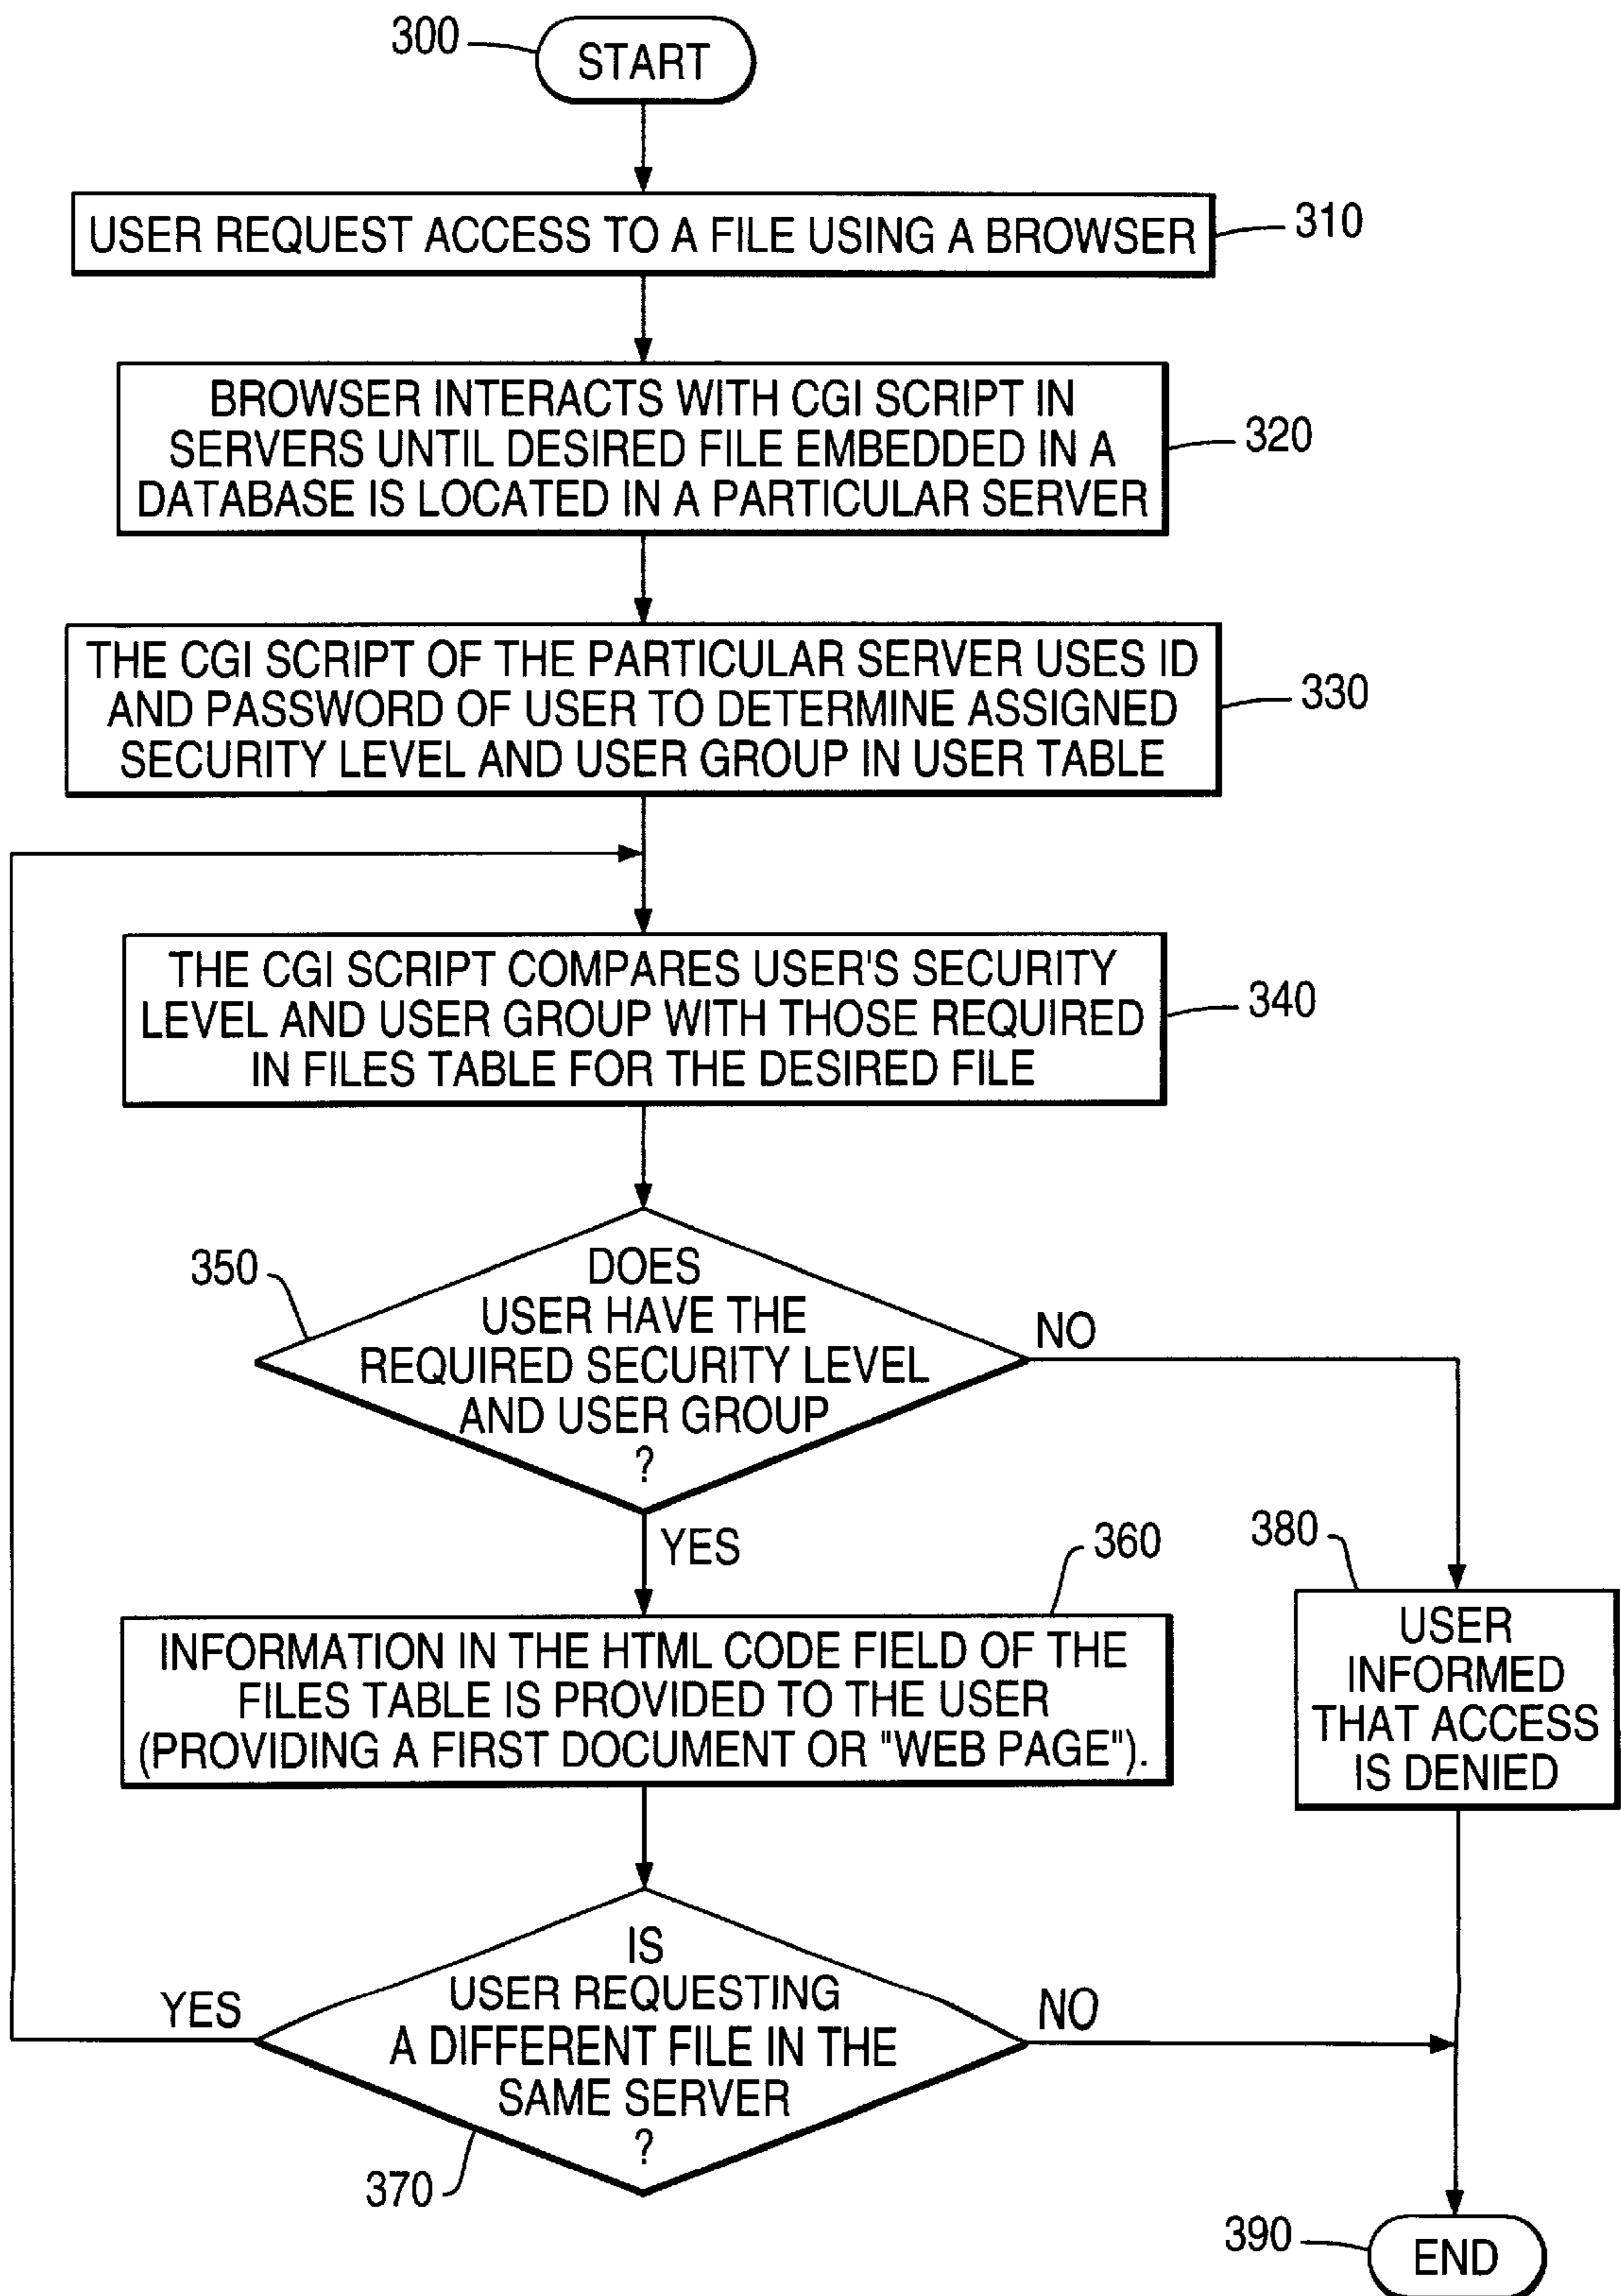 300
START
USER REQUEST ACCESS TO A FILE USING A BROWSER
310
BROWSER INTERACTS WITH CGI SCRIPT IN
SERVERS UNTIL DESIRED FILE EMBEDDED IN A
DATABASE IS LOCATED IN A PARTICULAR SERVER
320
THE CGI SCRIPT OF THE PARTICULAR SERVER USES ID
AND PASSWORD OF USER TO DETERMINE ASSIGNED
SECURITY LEVEL AND USER GROUP IN USER TABLE
330
THE CGI SCRIPT COMPARES USER'S SECURITY
LEVEL AND USER GROUP WITH THOSE REQUIRED
IN FILES TABLE FOR THE DESIRED FILE
340
350
DOES
USER HAVE THE
REQUIRED SECURITY LEVEL
AND USER GROUP
?
NO
YES
360
INFORMATION IN THE HTML CODE FIELD OF THE
FILES TABLE IS PROVIDED TO THE USER
(PROVIDING A FIRST DOCUMENT OR "WEB PAGE").
380
USER
INFORMED
THAT ACCESS
IS DENIED
IS
USER REQUESTING
A DIFFERENT FILE IN THE
SAME SERVER
?
YES
NO
370
390
END